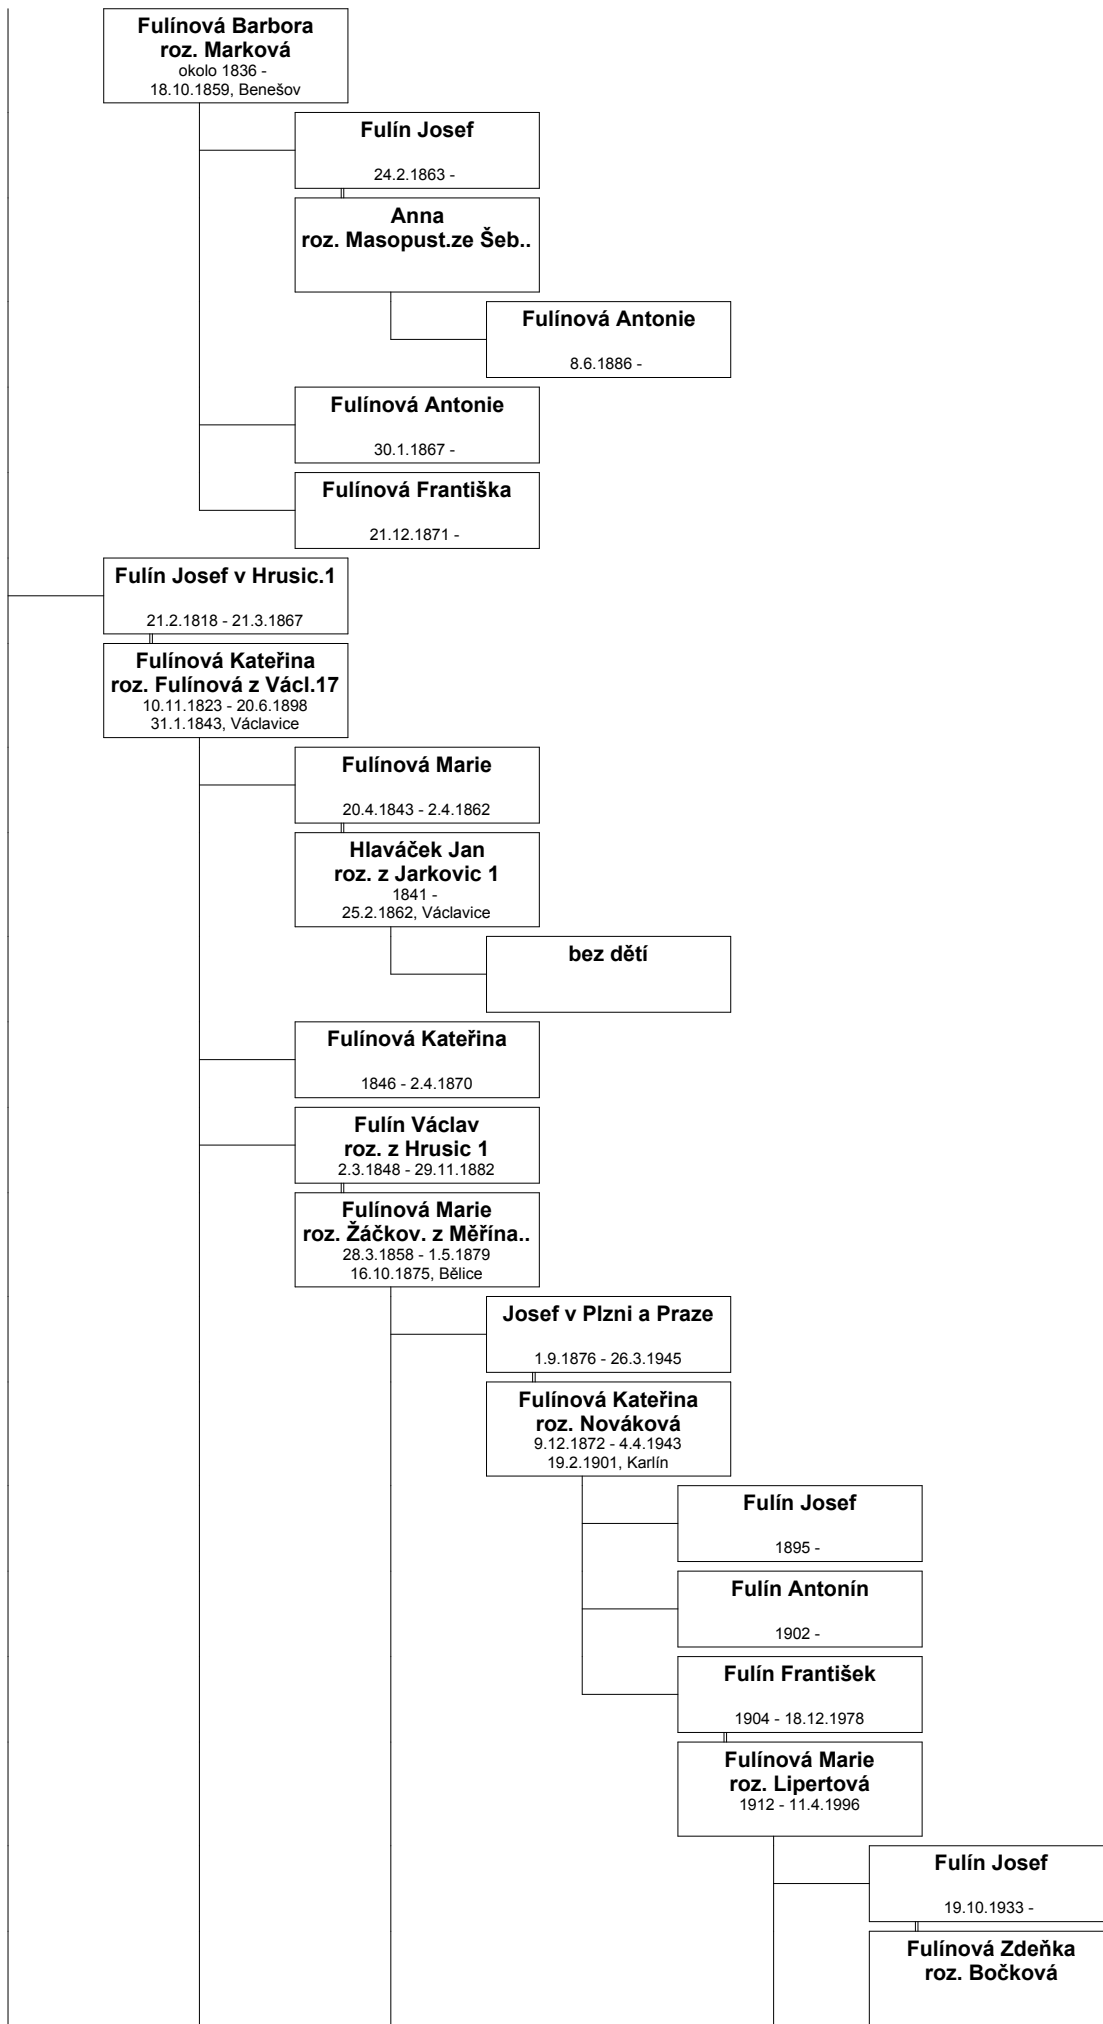 Fulínová Barbora
roz. Marková
okolo 1836 -
18.10.1859, Benešov
Fulín Josef
24.2.1863 -
Anna
roz. Masopust.ze Šeb..
Fulínová Antonie
8.6.1886 -
Fulínová Antonie
30.1.1867 -
Fulínová Františka
21.12.1871 -
Fulín Josef v Hrusic.1
21.2.1818 - 21.3.1867
Fulínová Kateřina
roz. Fulínová z Václ.17
10.11.1823 - 20.6.1898
31.1.1843, Václavice
Fulínová Marie
20.4.1843 - 2.4.1862
Hlaváček Jan
roz. z Jarkovic 1
1841 -
25.2.1862, Václavice
bez dětí
Fulínová Kateřina
1846 - 2.4.1870
Fulín Václav
roz. z Hrusic 1
2.3.1848 - 29.11.1882
Fulínová Marie
roz. Žáčkov. z Měřína..
28.3.1858 - 1.5.1879
16.10.1875, Bělice
Josef v Plzni a Praze
1.9.1876 - 26.3.1945
Fulínová Kateřina
roz. Nováková
9.12.1872 - 4.4.1943
19.2.1901, Karlín
Fulín Josef
1895 -
Fulín Antonín
1902 -
Fulín František
1904 - 18.12.1978
Fulínová Marie
roz. Lipertová
1912 - 11.4.1996
Fulín Josef
19.10.1933 -
Fulínová Zdeňka
roz. Bočková